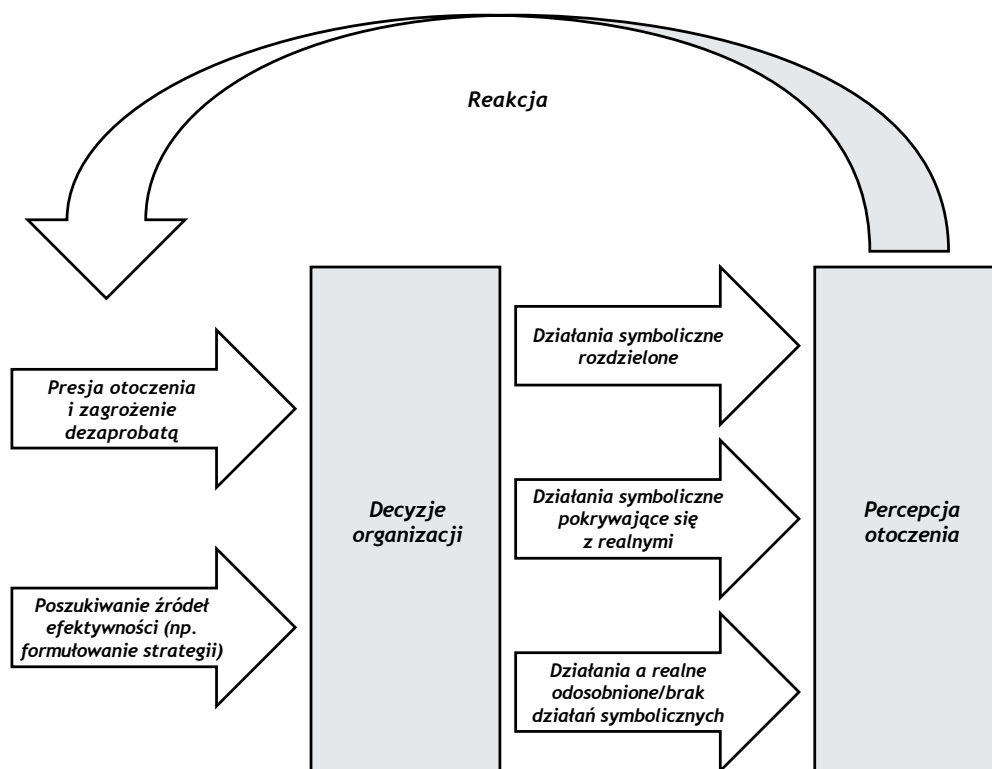 Reakcja
Presja otoczenia
i zagrożenie
dezaprobatą
Poszukiwanie źródeł
efektywności (np.
formułowanie strategii)
Decyzje
organizacji
Działania symboliczne
rozdzielone
Działania symboliczne
pokrywające się
z realnymi
Działania a realne
odosobnione/brak
działań symbolicznych
Percepcja
otoczenia